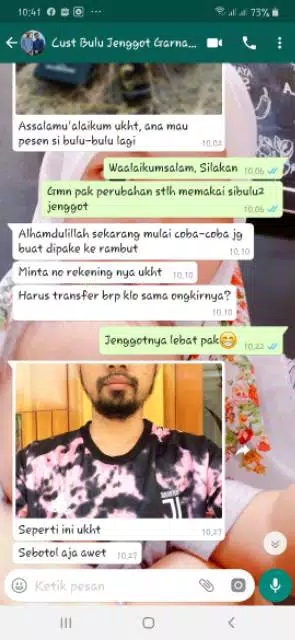 10,41
73%
Cust Bulu Jenggot Garna...
Assalamu'alaikum ukht, ana mau
pesen si bulu-bulu lagi
10,04
Waalaikumsalam, Silakan 10,06
Gmn pak perubahan stlh memakai sibulu2
jenggot
10,06
Alhamdulillah sekarang mulai coba-coba jg
buat dipake ke rambut
10,10
Minta no rekening nya ukht 10,10
Harus transfer brp klo sama ongkirnya?
10,10
Jenggotnya lebat pak😁 10,22
Seperti ini ukht 10,27
Sebotol aja awet 10,27
Ketik pesan